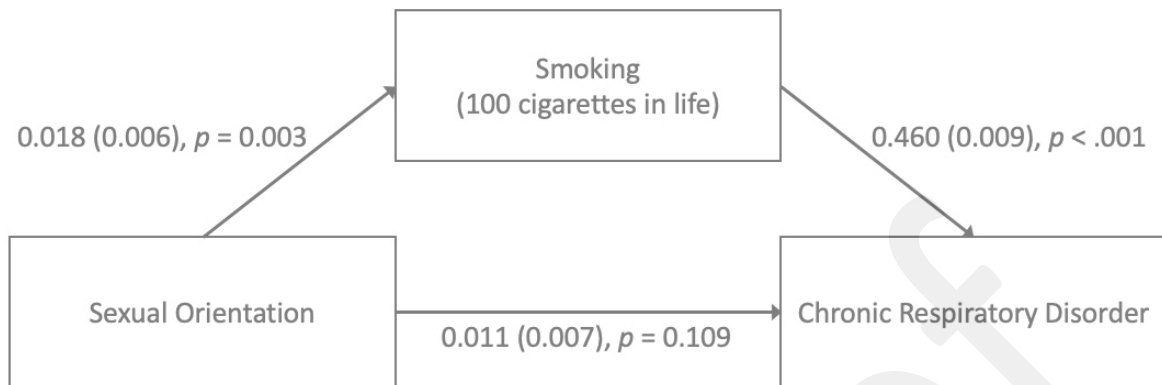 Smoking
(100 cigarettes in life)
0.018 (0.006), p = 0.003
0.460 (0.009), p < .001
Sexual Orientation
0.011 (0.007), p = 0.109
Chronic Respiratory Disorder